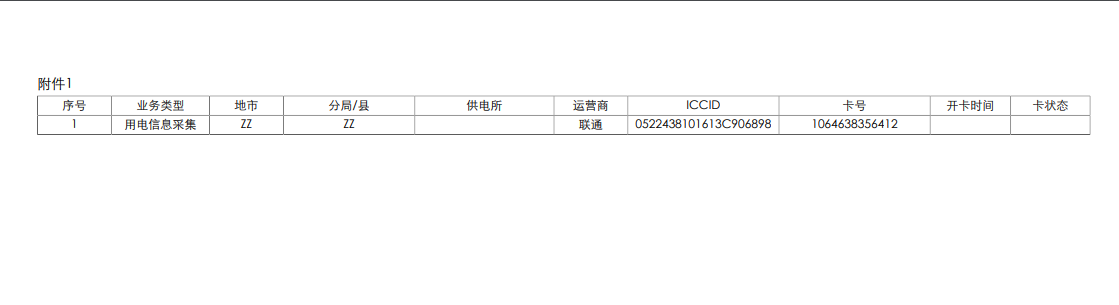 附件1
序号 业务类型 地市 分局/县 供电所 运营商 ICCID 卡号 开卡时间 卡状态
1 用电信息采集 ZZ ZZ 联通 0522438101613C906898 1064638356412